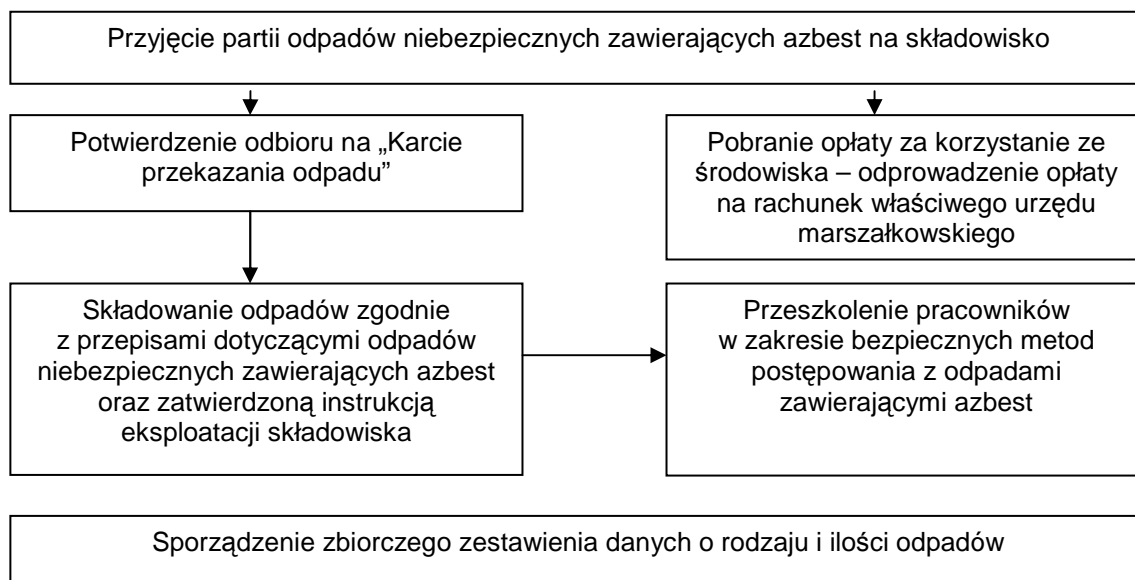 Przyjęcie partii odpadów niebezpiecznych zawierających azbest na składowisko
Potwierdzenie odbioru na „Karcie
przekazania odpadu”
Pobranie opłaty za korzystanie ze
środowiska – odprowadzenie opłaty
na rachunek właściwego urzędu
marszałkowskiego
Składowanie odpadów zgodnie
z przepisami dotyczącymi odpadów
niebezpiecznych zawierających azbest
oraz zatwierdzoną instrukcją
eksploatacji składowiska
Przeszkolenie pracowników
w zakresie bezpiecznych metod
postępowania z odpadami
zawierającymi azbest
Sporządzenie zbiorczego zestawienia danych o rodzaju i ilości odpadów